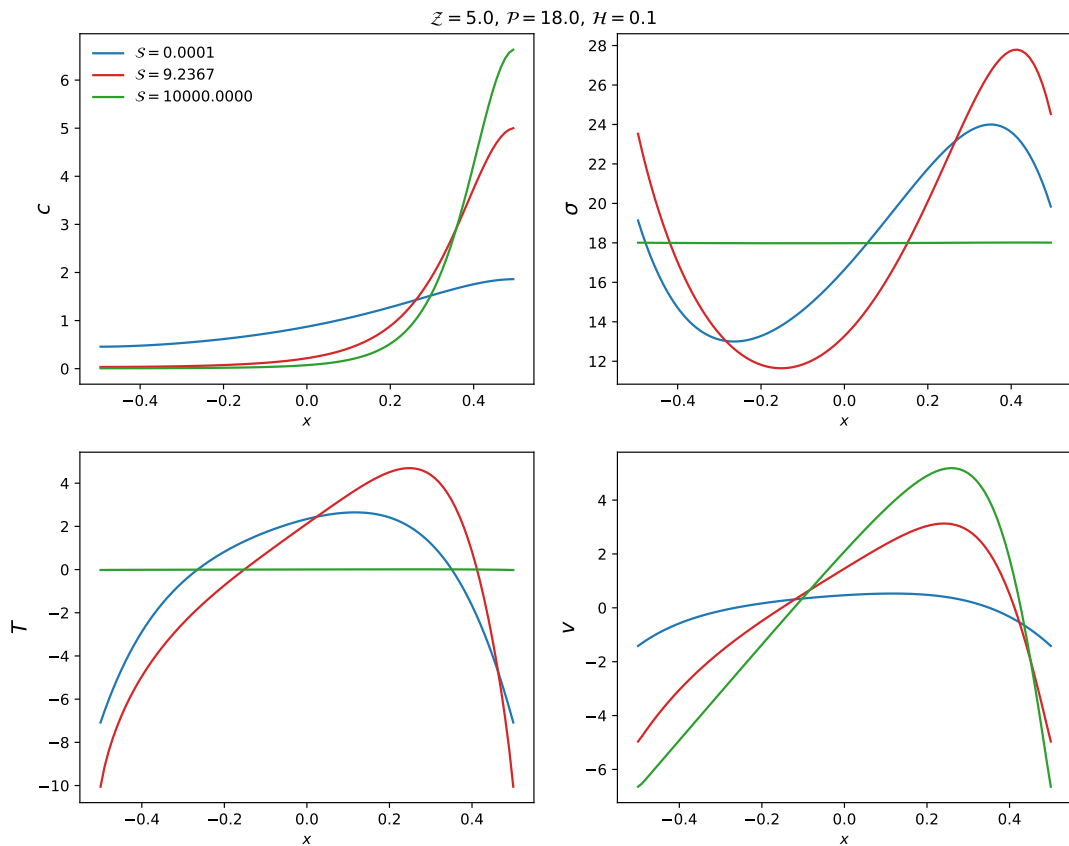 𝒵 = 5.0, 𝒫 = 18.0, ℋ = 0.1
𝒮 = 0.0001
𝒮 = 9.2367
𝒮 = 10000.0000
c
6
5
4
3
2
1
0
−0.4 −0.2 0.0 0.2 0.4
x
σ
28
26
24
22
20
18
16
14
12
−0.4 −0.2 0.0 0.2 0.4
x
T
4
2
0
−2
−4
−6
−8
−10
−0.4 −0.2 0.0 0.2 0.4
x
v
4
2
0
−2
−4
−6
−0.4 −0.2 0.0 0.2 0.4
x